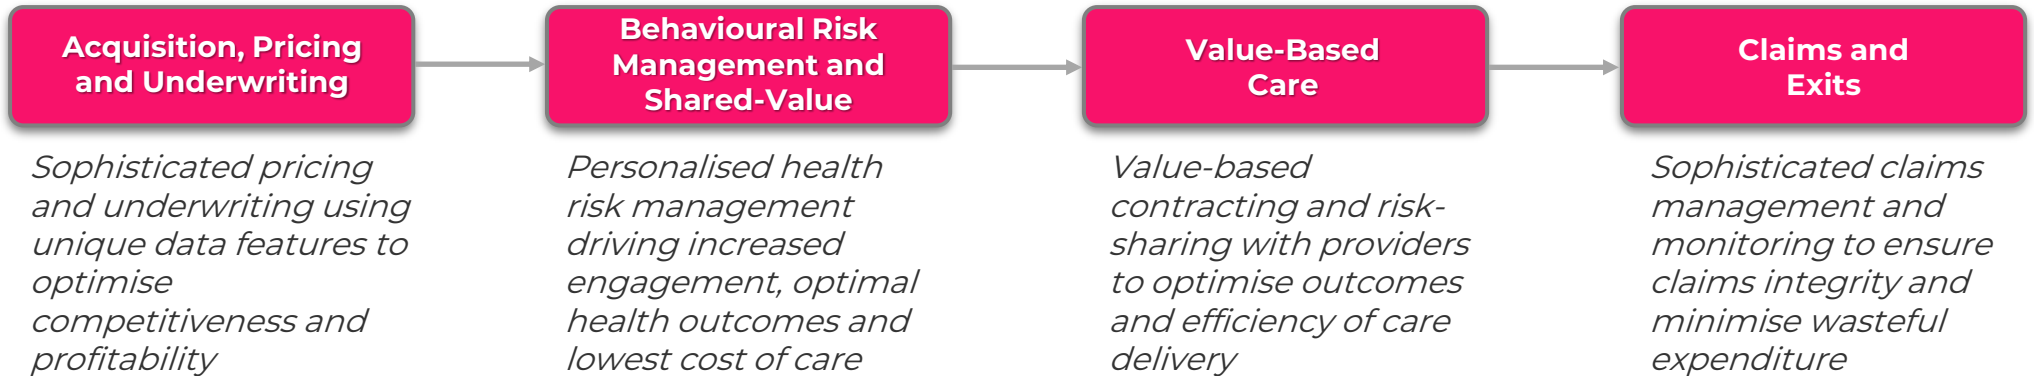 Acquisition, Pricing
and Underwriting
Sophisticated pricing
and underwriting using
unique data features to
optimise
competitiveness and
profitability
Behavioural Risk
Management and
Shared-Value
Personalised health
risk management
driving increased
engagement, optimal
health outcomes and
lowest cost of care
Value-Based
Care
Value-based
contracting and risk-
sharing with providers
to optimise outcomes
and efficiency of care
delivery
Claims and
Exits
Sophisticated claims
management and
monitoring to ensure
claims integrity and
minimise wasteful
expenditure